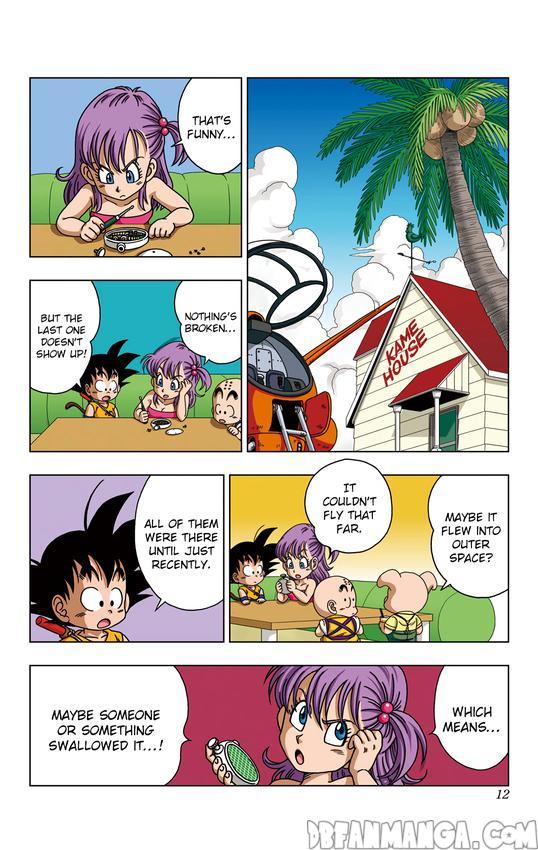 KAME
HOUSE
THAT'S
FUNNY...
NOTHING'S
BROKEN...
BUT THE
LAST ONE
DOESN'T
SHOW UP!
MAYBE IT
FLEW INTO
OUTER
SPACE?
IT
COULDN'T
FLY THAT
FAR.
ALL OF THEM
WERE THERE
UNTIL JUST
RECENTLY.
WHICH
MEANS...
MAYBE SOMEONE
OR SOMETHING
SWALLOWED IT...!
12
DBFANMANGA.COM